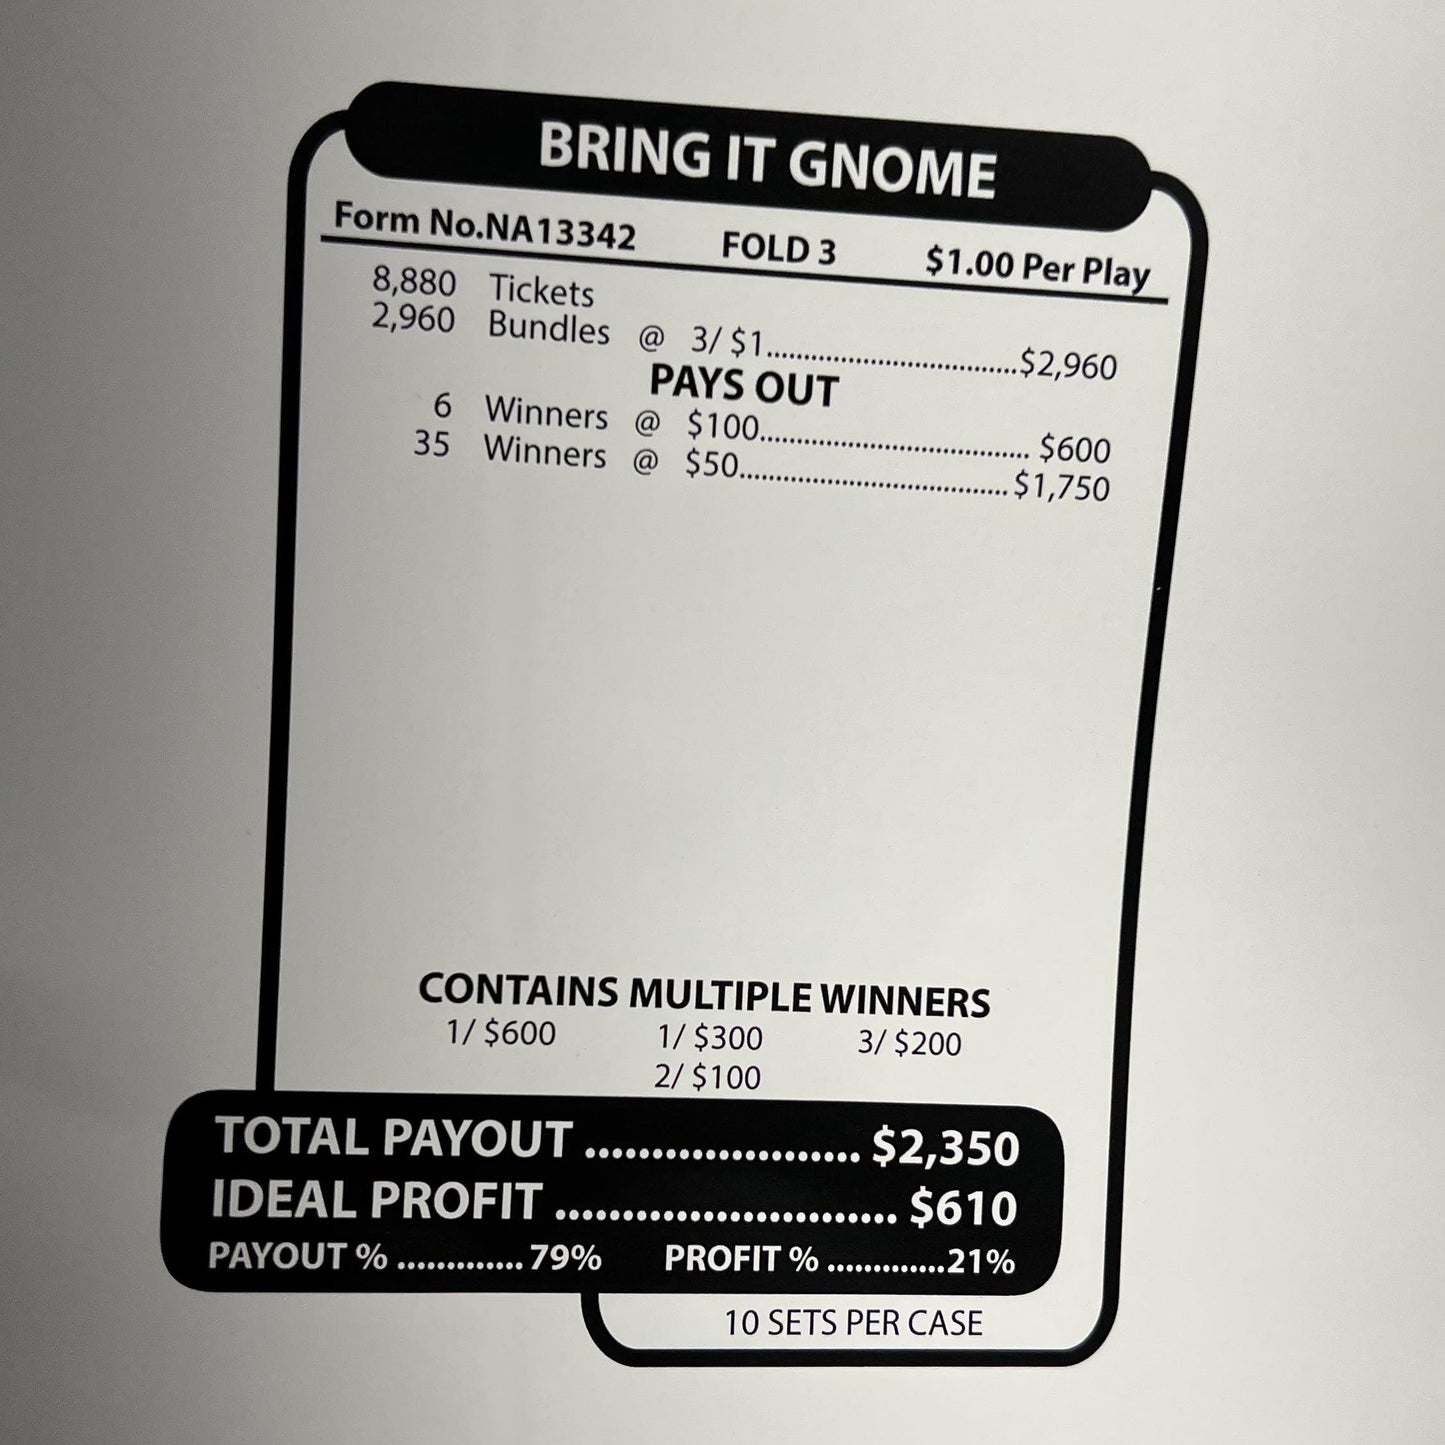 BRING IT GNOME
Form No.NA13342 FOLD 3 $1.00 Per Play
8,880 Tickets
2,960 Bundles @ 3/ $1......................................$2,960
PAYS OUT
6 Winners @ $100......................................... $600
35 Winners @ $50.........................................$1,750
CONTAINS MULTIPLE WINNERS
1/ $600 1/ $300 3/ $200
2/ $100
TOTAL PAYOUT ..................... $2,350
IDEAL PROFIT .......................... $610
PAYOUT % ............. 79% PROFIT % .............21%
10 SETS PER CASE